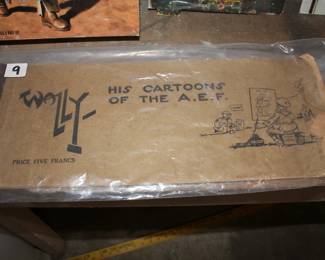 9
WALLY
HIS CARTOONS
OF THE A.E.F.
PRICE FIVE FRANCS